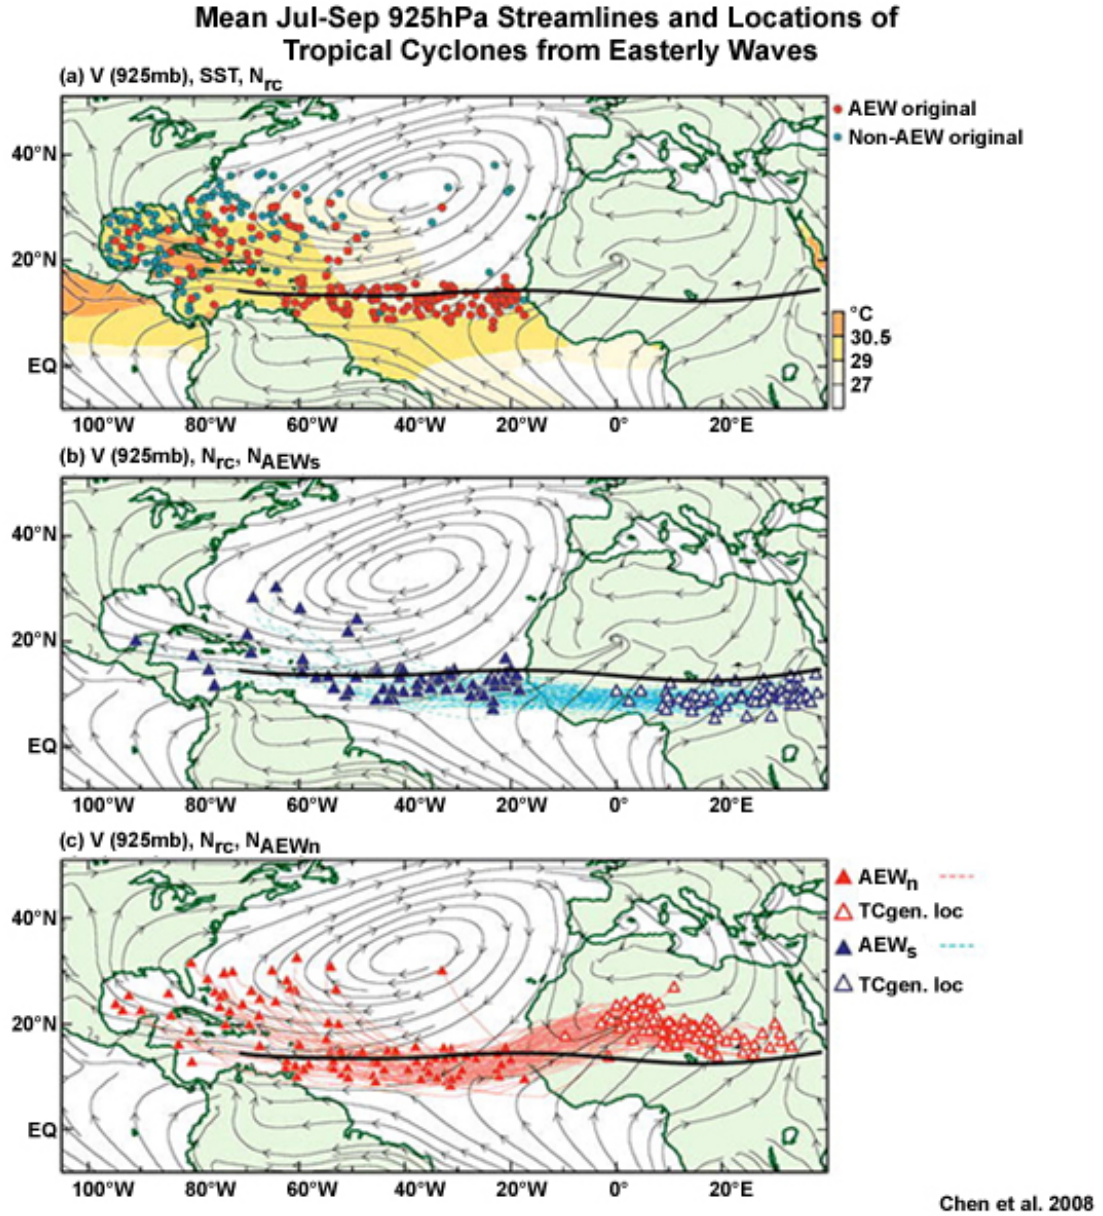 Mean Jul-Sep 925hPa Streamlines and Locations of
Tropical Cyclones from Easterly Waves
(a) V (925mb), SST, Nrc
AEW original
Non-AEW original
40°N
20°N
EQ
°C
30.5
29
27
100°W 80°W 60°W 40°W 20°W 0° 20°E
(b) V (925mb), Nrc, NAEWs
40°N
20°N
EQ
100°W 80°W 60°W 40°W 20°W 0° 20°E
(c) V (925mb), Nrc, NAEWn
AEWn
TCgen. loc
AEWs
TCgen. loc
40°N
20°N
EQ
100°W 80°W 60°W 40°W 20°W 0° 20°E
Chen et al. 2008